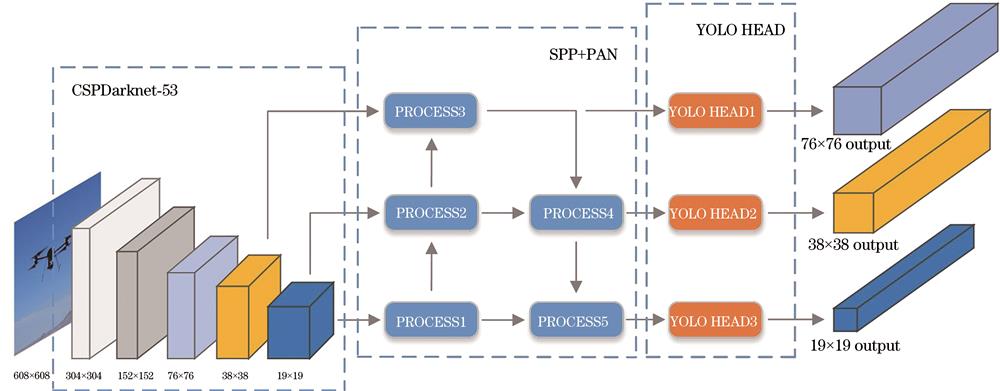 YOLO HEAD
SPP+PAN
CSPDarknet-53
PROCESS3
YOLO HEAD1
76×76 output
PROCESS2
PROCESS4
YOLO HEAD2
38×38 output
PROCESS1
PROCESS5
YOLO HEAD3
19×19 output
608×608
304×304
152×152
76×76
38×38
19×19